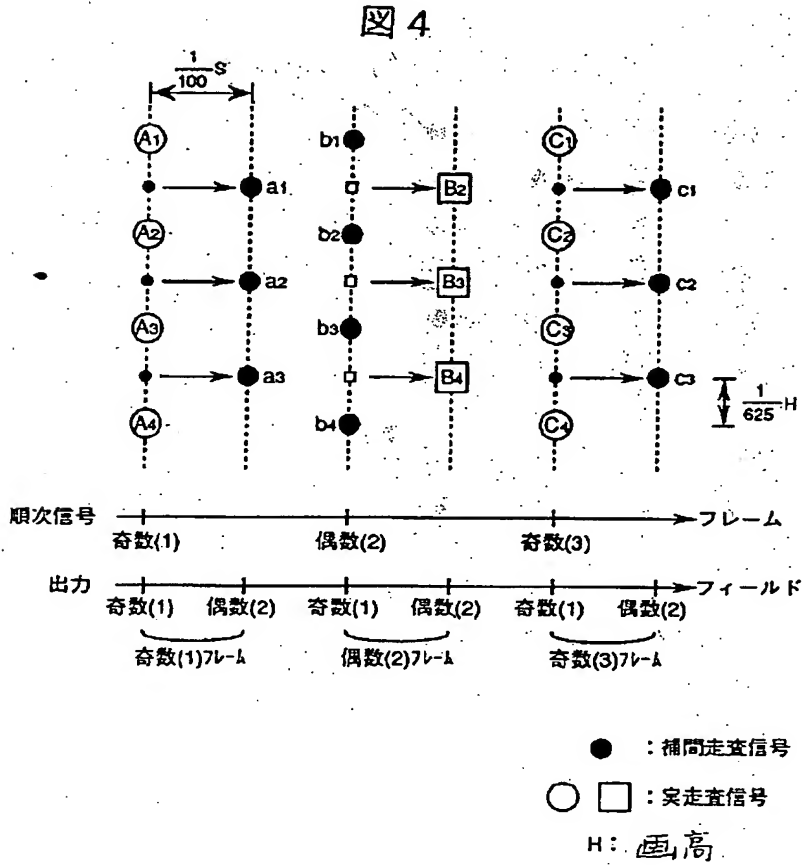 図4
1/100 S
A1 b1 C1
a1 B2 c1
A2 b2 C2
a2 B3 c2
A3 b3 C3
a3 B4 c3
1/625 H
A4 b4 C4
順次信号 フレーム
奇数(1) 偶数(2) 奇数(3)
出力 フィールド
奇数(1) 偶数(2) 奇数(1) 偶数(2) 奇数(1) 偶数(2)
奇数(1)フレーム 偶数(2)フレーム 奇数(3)フレーム
●:補間走査信号
○ □:実走査信号
H:画高